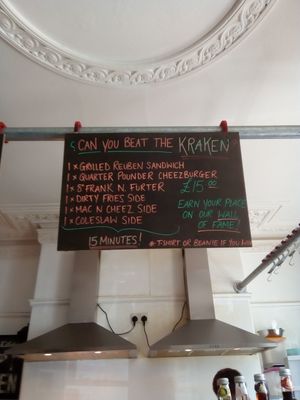 CAN YOU BEAT THE KRAKEN
1 x GRILLED REUBEN SANDWICH
1 x QUARTER POUNDER CHEEZBURGER
1 x 8" FRANK N. FURTER
1 x DIRTY FRIES SIDE
1 x MAC N CHEEZ SIDE
1 x COLESLAW SIDE
15 MINUTES!
£15.00
EARN YOUR PLACE
ON OUR WALL
OF FAME!
* T-SHIRT OR BEANIE IF YOU